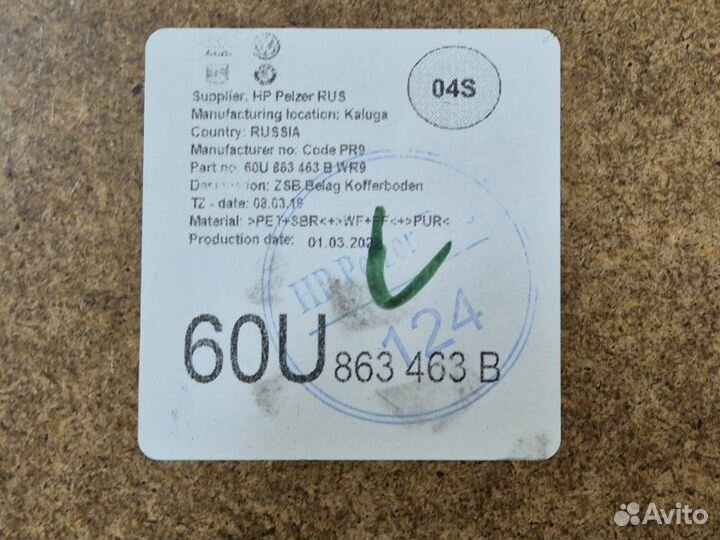 04S
Supplier: HP Pelzer RUS
Manufacturing location: Kaluga
Country: RUSSIA
Manufacturer no: Code PR9
Part no: 60U 863 463 B WR9
Description: ZSB Belag Kofferboden
TZ - date: 08.03.19
Material: >PET+SBR<+>WF+PF<+>PUR<
Production date: 01.03.202
HP Pelzer
124
60U 863 463 B
Avito